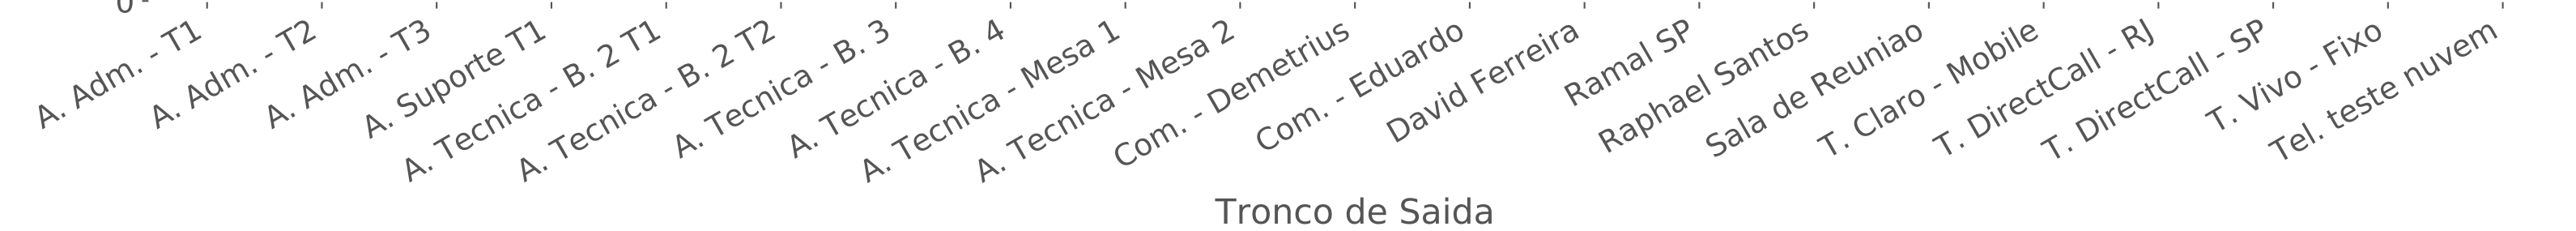 0
A. Adm. - T1
A. Adm. - T2
A. Adm. - T3
A. Suporte T1
A. Tecnica - B. 2 T1
A. Tecnica - B. 2 T2
A. Tecnica - B. 3
A. Tecnica - B. 4
A. Tecnica - Mesa 1
A. Tecnica - Mesa 2
Com. - Demetrius
Com. - Eduardo
David Ferreira
Ramal SP
Raphael Santos
Sala de Reuniao
T. Claro - Mobile
T. DirectCall - RJ
T. DirectCall - SP
T. Vivo - Fixo
Tel. teste nuvem
Tronco de Saida